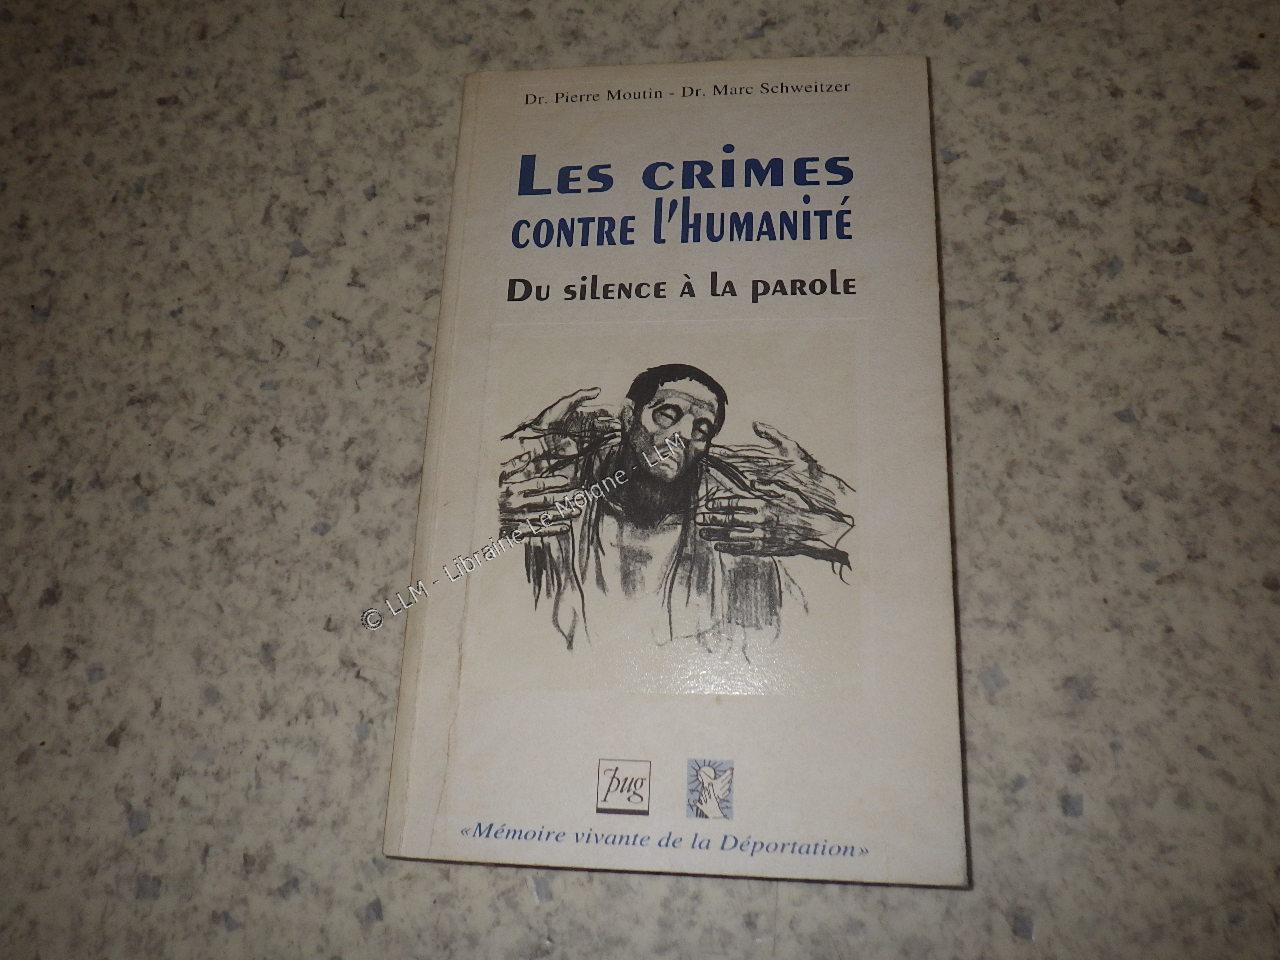 Dr. Pierre Moutin - Dr. Marc Schweitzer
LES CRIMES
CONTRE L'HUMANITÉ
DU SILENCE À LA PAROLE
© LLM - Librairie Le Moigne - LLM
pug
«Mémoire vivante de la Déportation»